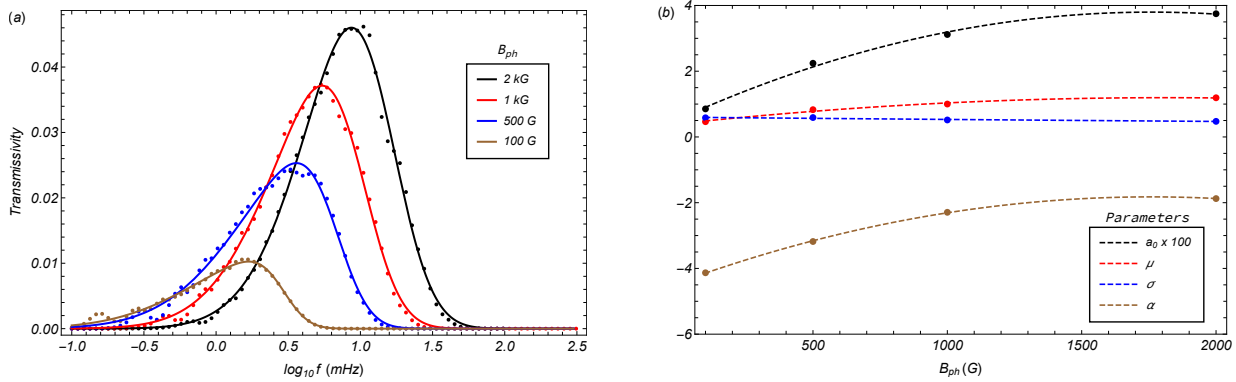 (a)
Transmissivity
0.04
0.03
0.02
0.01
0.00
B_ph
2 kG
1 kG
500 G
100 G
-1.0 -0.5 0.0 0.5 1.0 1.5 2.0 2.5
log₁₀ f (mHz)
(b)
4
2
0
-2
-4
-6
Parameters
a₀ x 100
μ
σ
α
500 1000 1500 2000
B_ph (G)